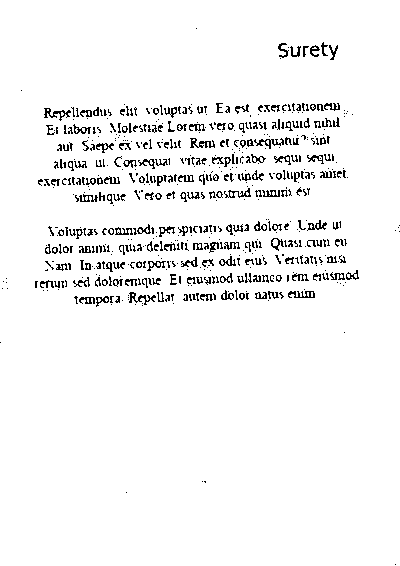 Surety
Repellendus elit voluptas ut Ea est exercitationem
Et laboris Molestiae Lorem vero quasi aliquid nihil
aut Saepe ex vel velit Rem et consequatur sint
aliqua ut Consequat vitae explicabo sequi sequi
exercitationem Voluptatem quo et unde voluptas amet
similique Vero et quas nostrud minim est
Voluptas commodi perspiciatis quia dolore Unde ut
dolor animi, quia deleniti magnam qui Quasi cum eu
Nam In atque corporis sed ex odit eius Veritatis nisi
rerum sed doloremque Et eiusmod ullamco rem eiusmod
tempora Repellat autem dolor natus enim